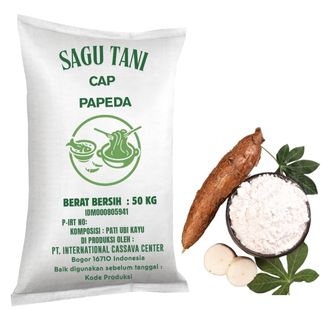 SAGU TANI
CAP
PAPEDA
BERAT BERSIH : 50 KG
IDM000805941
P-IRT NO:
KOMPOSISI : PATI UBI KAYU
DI PRODUKSI OLEH :
PT. INTERNATIONAL CASSAVA CENTER
Bogor 16710 Indonesia
Baik digunakan sebelum tanggal :
Kode Produksi